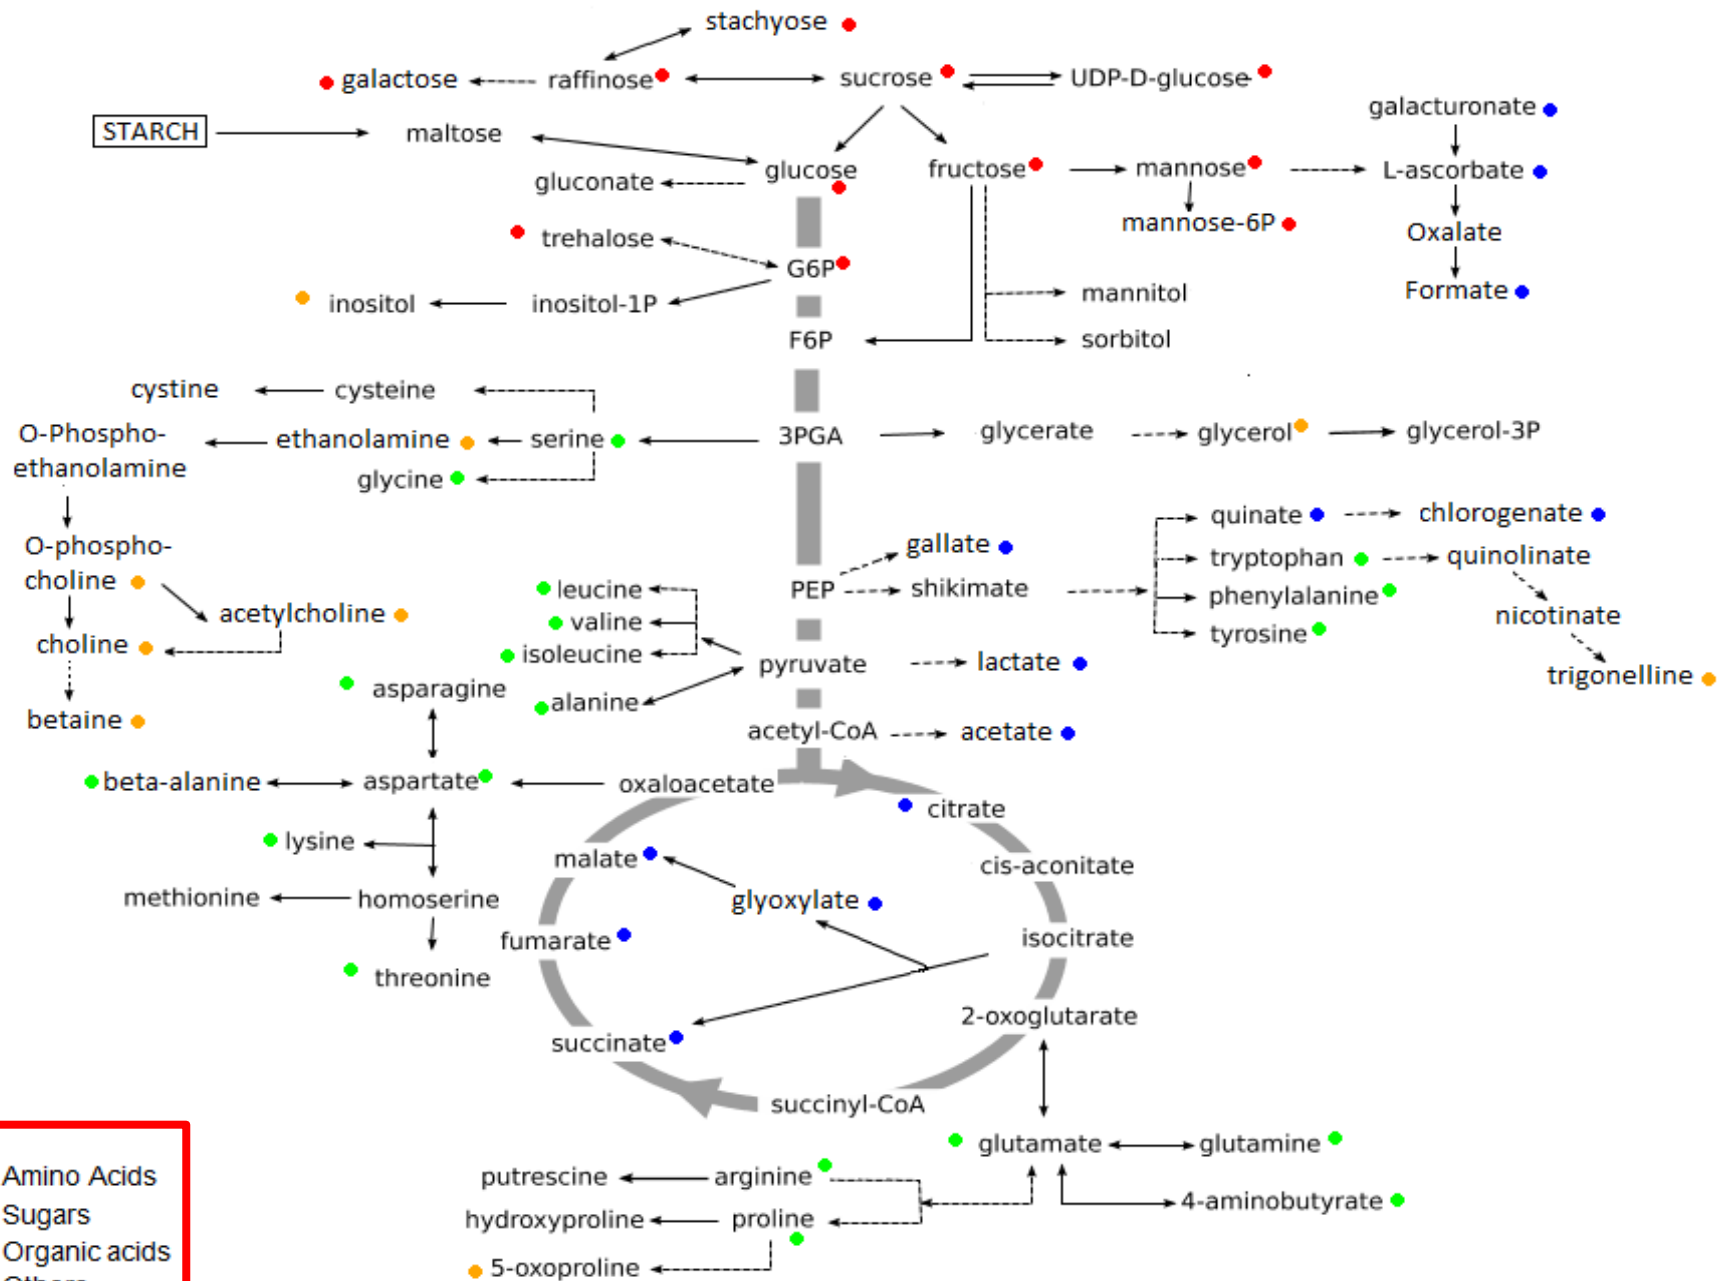 stachyose
galactose raffinose sucrose UDP-D-glucose
galacturonate
STARCH maltose
glucose fructose mannose L-ascorbate
gluconate
mannose-6P Oxalate
trehalose
G6P
inositol inositol-1P mannitol Formate
F6P sorbitol
cystine cysteine
O-Phospho-
ethanolamine
ethanolamine serine 3PGA glycerate glycerol glycerol-3P
glycine
quinate chlorogenate
O-phospho-
choline
gallate
tryptophan quinolinate
leucine PEP shikimate phenylalanine
valine acetylcholine nicotinate
tyrosine
choline isoleucine pyruvate lactate
trigonelline
asparagine alanine
betaine acetyl-CoA acetate
beta-alanine aspartate oxaloacetate
citrate
lysine malate cis-aconitate
methionine homoserine glyoxylate
fumarate isocitrate
threonine
2-oxoglutarate
succinate
succinyl-CoA
glutamate glutamine
putrescine arginine
4-aminobutyrate
hydroxyproline proline
5-oxoproline
Amino Acids
Sugars
Organic acids
Others